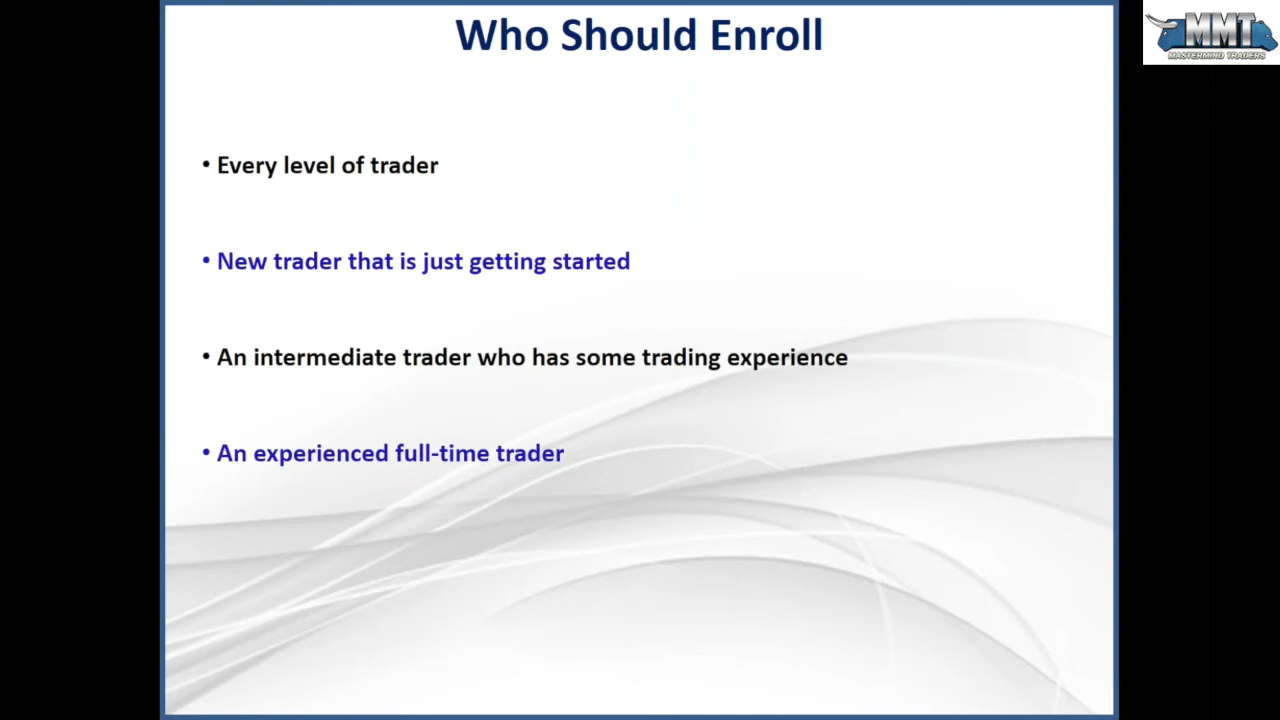 Who Should Enroll
MMT
MASTERMIND TRADERS
• Every level of trader
• New trader that is just getting started
• An intermediate trader who has some trading experience
• An experienced full-time trader